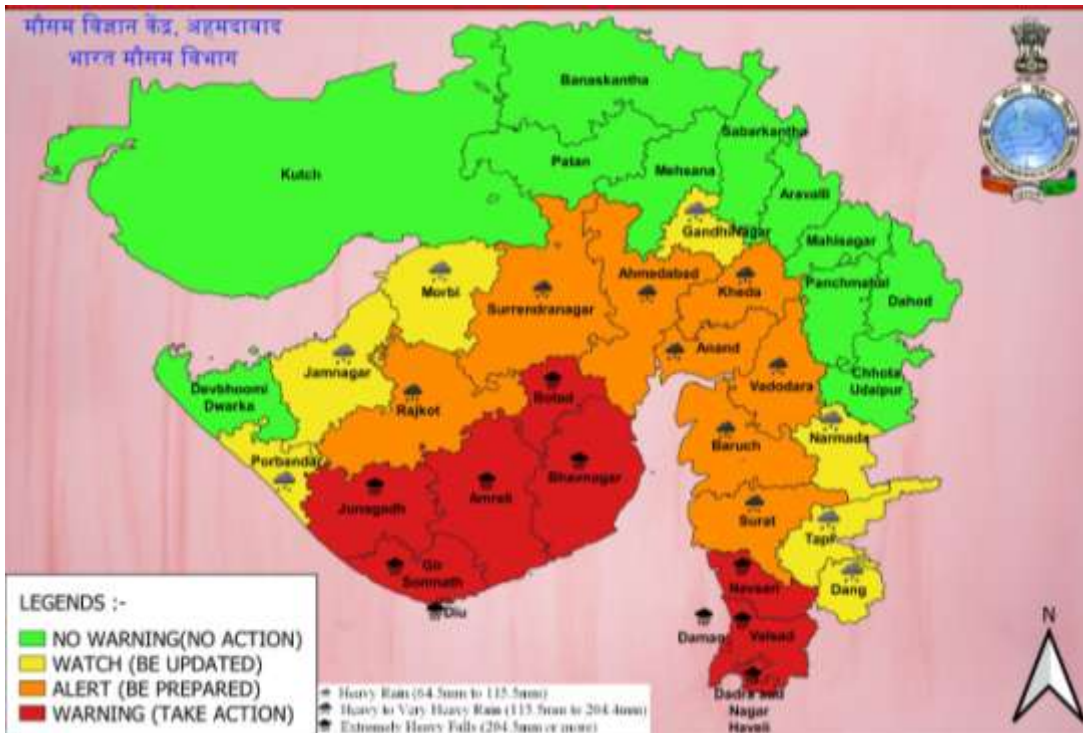 मौसम विज्ञान केंद्र, अहमदाबाद
भारत मौसम विभाग
Banaskantha
Sabarkantha
Patan
Mehsana
Kutch
Aravalli
GandhiNagar
Mahisagar
Ahmedabad
Panchmahal
Kheda
Dahod
Morbi
Surrendranagar
Anand
Jamnagar
Chhota
Udaipur
Vadodara
Devbhoomi
Dwarka
Botad
Rajkot
Narmada
Baruch
Porbandar
Bhavnagar
Amreli
Junagadh
Surat
Tapi
Gir
Somnath
Navsari
Dang
Diu
Daman
Valsad
Dadra and
Nagar
Haveli
N
LEGENDS :-
NO WARNING(NO ACTION)
WATCH (BE UPDATED)
ALERT (BE PREPARED)
WARNING (TAKE ACTION)
Heavy Rain (64.5mm to 115.5mm)
Heavy to Very Heavy Rain (115.5mm to 204.4mm)
Extremely Heavy Falls (204.5mm or more)